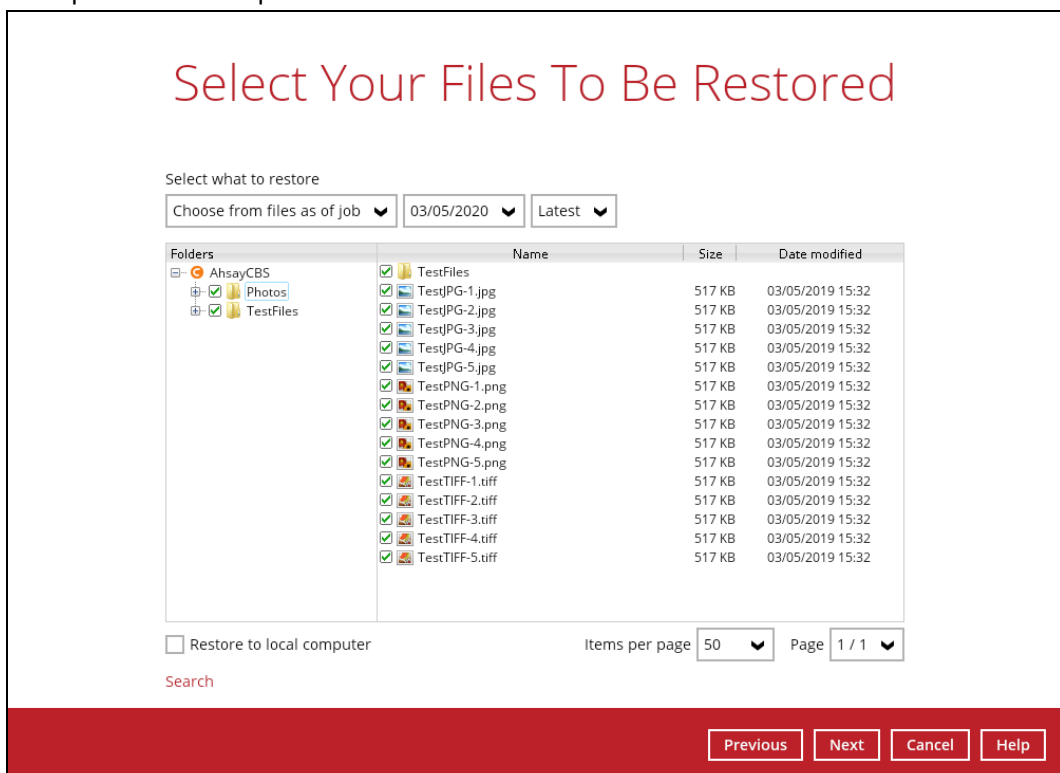 Select Your Files To Be Restored
Select what to restore
Choose from files as of job 03/05/2020 Latest
Folders Name Size Date modified
AhsayCBS TestFiles
Photos TestJPG-1.jpg 517 KB 03/05/2019 15:32
TestFiles TestJPG-2.jpg 517 KB 03/05/2019 15:32
TestJPG-3.jpg 517 KB 03/05/2019 15:32
TestJPG-4.jpg 517 KB 03/05/2019 15:32
TestJPG-5.jpg 517 KB 03/05/2019 15:32
TestPNG-1.png 517 KB 03/05/2019 15:32
TestPNG-2.png 517 KB 03/05/2019 15:32
TestPNG-3.png 517 KB 03/05/2019 15:32
TestPNG-4.png 517 KB 03/05/2019 15:32
TestPNG-5.png 517 KB 03/05/2019 15:32
TestTIFF-1.tiff 517 KB 03/05/2019 15:32
TestTIFF-2.tiff 517 KB 03/05/2019 15:32
TestTIFF-3.tiff 517 KB 03/05/2019 15:32
TestTIFF-4.tiff 517 KB 03/05/2019 15:32
TestTIFF-5.tiff 517 KB 03/05/2019 15:32
Restore to local computer Items per page 50 Page 1 / 1
Search
Previous Next Cancel Help